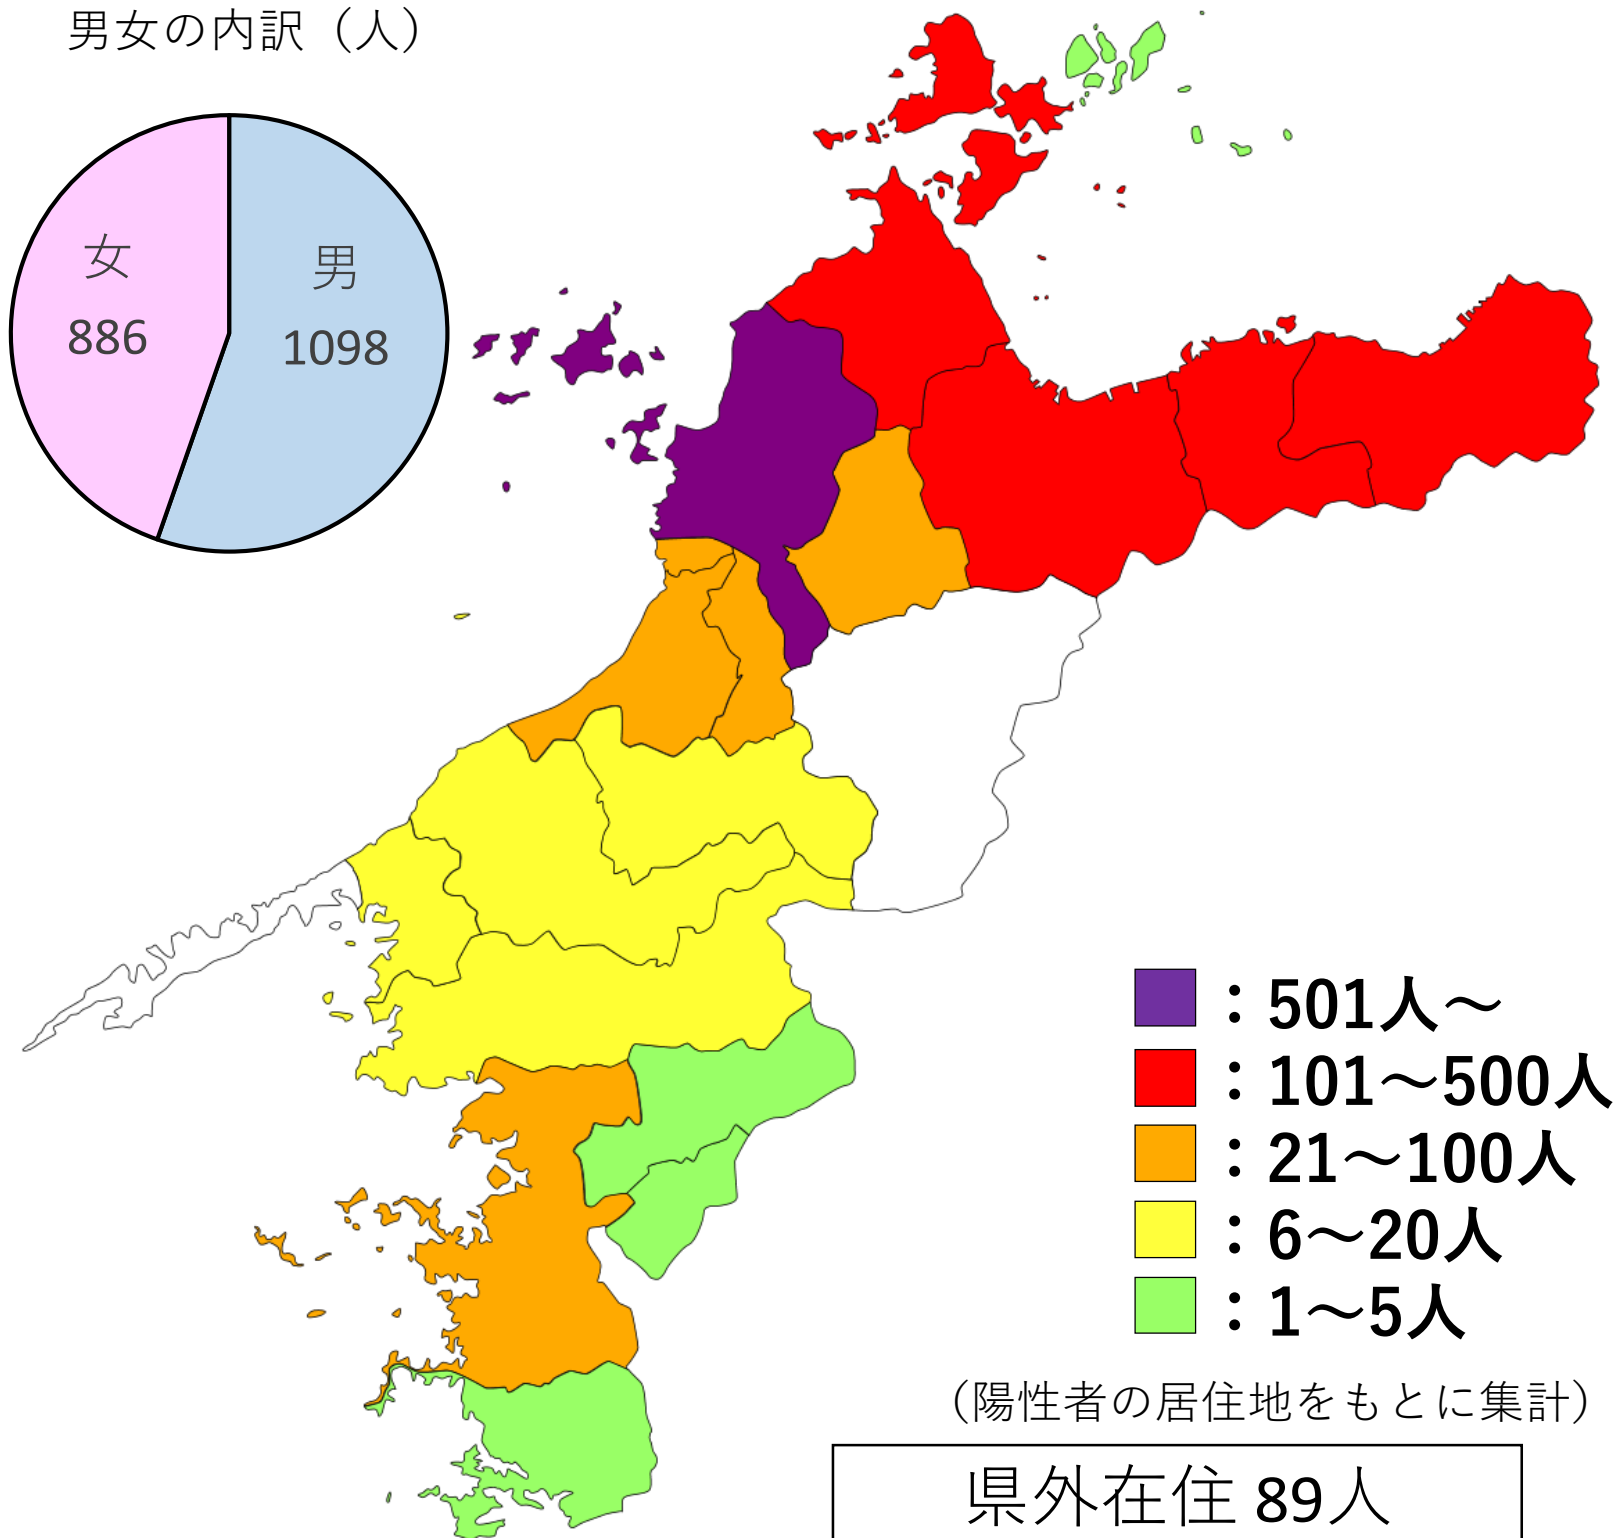 男女の内訳（人）
女
886
男
1098
：501人～
：101～500人
：21～100人
：6～20人
：1～5人
（陽性者の居住地をもとに集計）
県外在住 89人